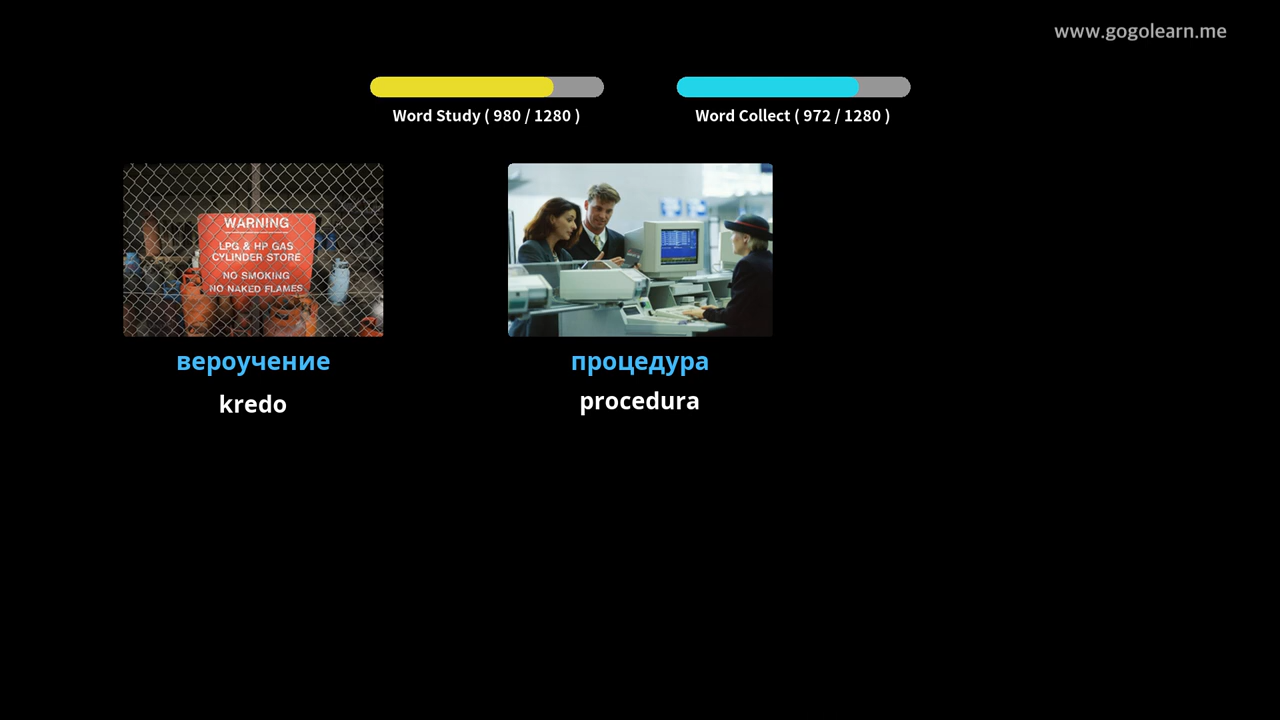 www.gogolearn.me
Word Study ( 980 / 1280 )
Word Collect ( 972 / 1280 )
WARNING
LPG & HP GAS
CYLINDER STORE
NO SMOKING
NO NAKED FLAMES
вероучение
kredo
процедура
procedura